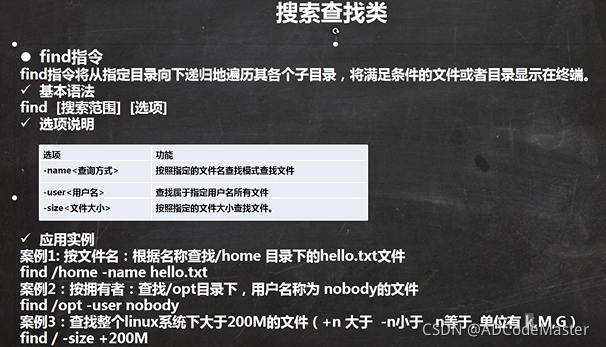 搜索查找类
find指令
find指令将从指定目录向下递归地遍历其各个子目录，将满足条件的文件或者目录显示在终端。
✓ 基本语法
find [搜索范围] [选项]
✓ 选项说明
选项 功能
-name<查询方式> 按照指定的文件名查找模式查找文件
-user<用户名> 查找属于指定用户名所有文件
-size<文件大小> 按照指定的文件大小查找文件。
✓ 应用实例
案例1: 按文件名：根据名称查找/home 目录下的hello.txt文件
find /home -name hello.txt
案例2：按拥有者：查找/opt目录下，用户名称为 nobody的文件
find /opt -user nobody
案例3：查找整个linux系统下大于200M的文件（+n 大于 -n小于 n等于 单位有 k,M,G）
find / -size +200M
CSDN @ADCodeMaster